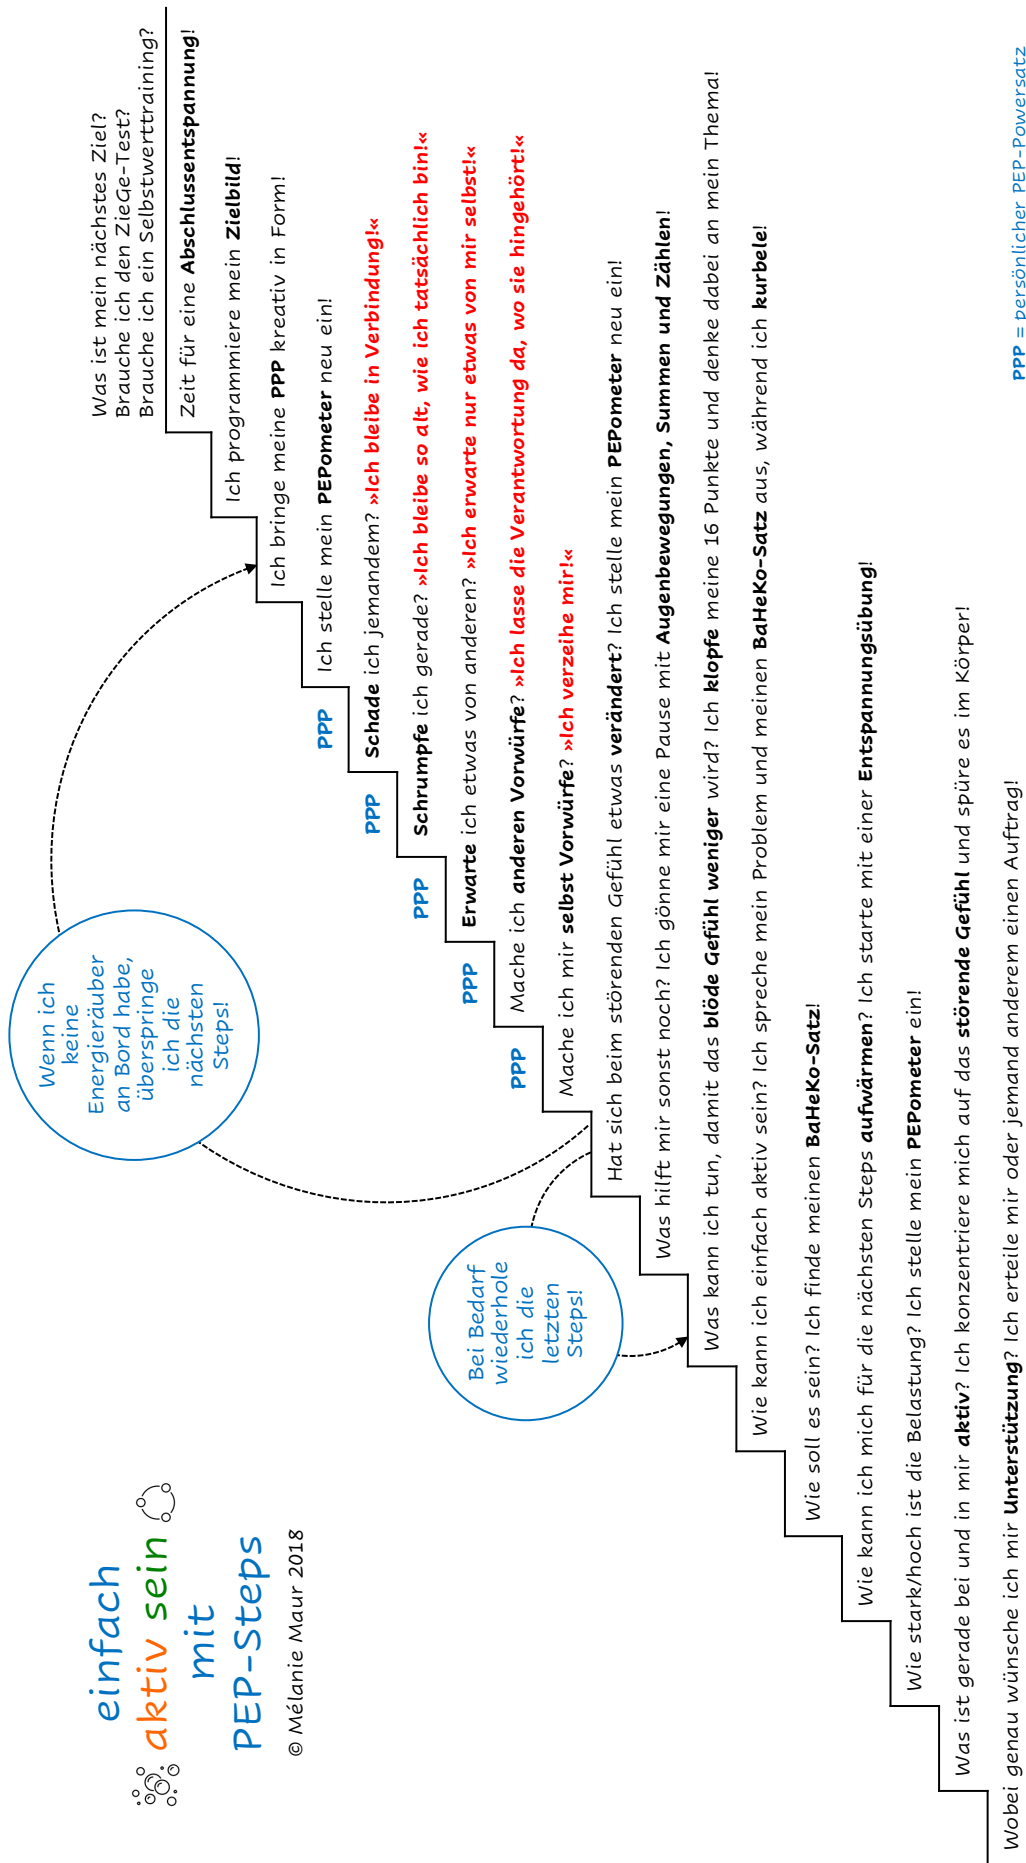 einfach
aktiv sein
mit
PEP-Steps
© Mélanie Maur 2018
Wenn ich
keine
Energieräuber
an Bord habe,
überspringe
ich die
nächsten
Steps!
Bei Bedarf
wiederhole
ich die
letzten
Steps!
Was ist mein nächstes Ziel?
Brauche ich den ZieGe-Test?
Brauche ich ein Selbstwerttraining?
Zeit für eine Abschlussentspannung!
Ich programmiere mein Zielbild!
Ich bringe meine PPP kreativ in Form!
Ich stelle mein PEPometer neu ein!
PPP
Schade ich jemandem? »Ich bleibe in Verbindung!«
PPP
Schrumpfe ich gerade? »Ich bleibe so alt, wie ich tatsächlich bin!«
PPP
Erwarte ich etwas von anderen? »Ich erwarte nur etwas von mir selbst!«
PPP
Mache ich anderen Vorwürfe? »Ich lasse die Verantwortung da, wo sie hingehört!«
PPP
Mache ich mir selbst Vorwürfe? »Ich verzeihe mir!«
Hat sich beim störenden Gefühl etwas verändert? Ich stelle mein PEPometer neu ein!
Was hilft mir sonst noch? Ich gönne mir eine Pause mit Augenbewegungen, Summen und Zählen!
Was kann ich tun, damit das blöde Gefühl weniger wird? Ich klopfe meine 16 Punkte und denke dabei an mein Thema!
Wie kann ich einfach aktiv sein? Ich spreche mein Problem und meinen BaHeKo-Satz aus, während ich kurbele!
Wie soll es sein? Ich finde meinen BaHeKo-Satz!
Wie kann ich mich für die nächsten Steps aufwärmen? Ich starte mit einer Entspannungsübung!
Wie stark/hoch ist die Belastung? Ich stelle mein PEPometer ein!
Was ist gerade bei und in mir aktiv? Ich konzentriere mich auf das störende Gefühl und spüre es im Körper!
Wobei genau wünsche ich mir Unterstützung? Ich erteile mir oder jemand anderem einen Auftrag!
PPP = persönlicher PEP-Powersatz